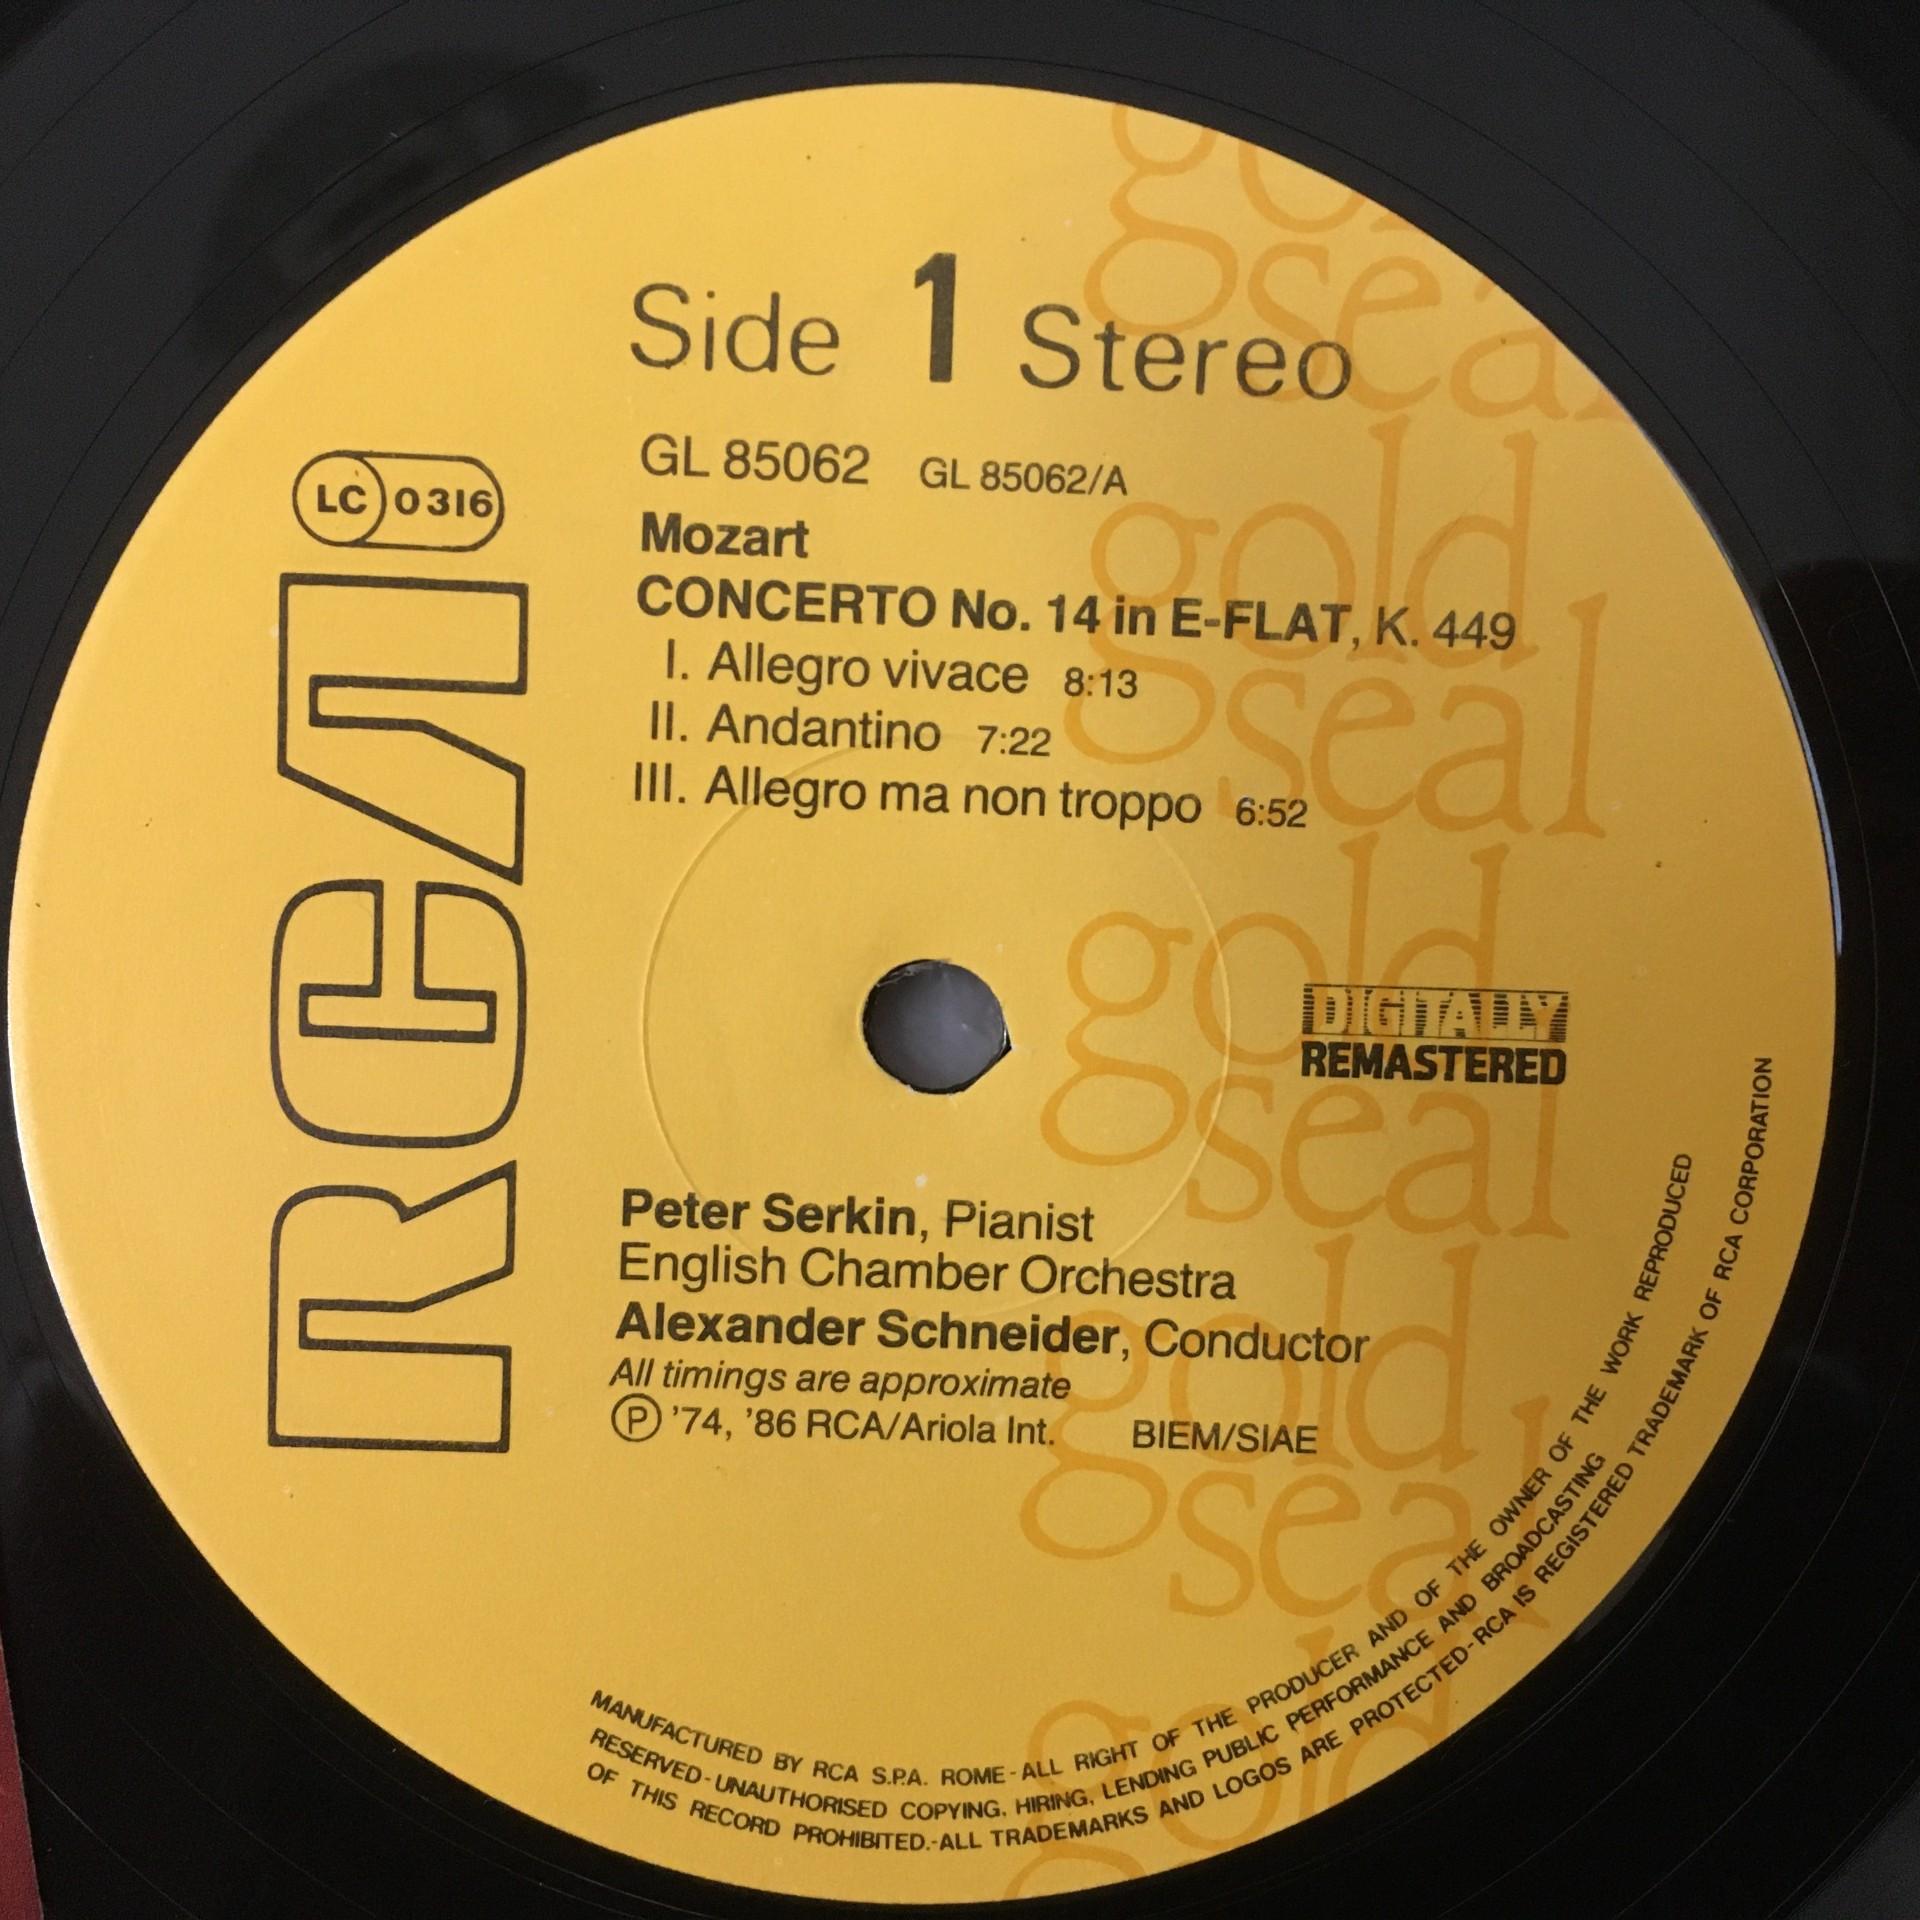 Side 1 Stereo
GL 85062 GL 85062/A
LC 0316
RCA
Mozart
CONCERTO No. 14 in E-FLAT, K. 449
I. Allegro vivace 8:13
II. Andantino 7:22
III. Allegro ma non troppo 6:52
DIGITALLY
REMASTERED
Peter Serkin, Pianist
English Chamber Orchestra
Alexander Schneider, Conductor
All timings are approximate
Ⓟ '74, '86 RCA/Ariola Int. BIEM/SIAE
gold
seal
gold
seal
gold
seal
gold
seal
gold
MANUFACTURED BY RCA S.P.A. ROME-ALL RIGHT OF THE PRODUCER AND OF THE OWNER OF THE WORK REPRODUCED
RESERVED-UNAUTHORISED COPYING, HIRING, LENDING PUBLIC PERFORMANCE AND BROADCASTING
OF THIS RECORD PROHIBITED.-ALL TRADEMARKS AND LOGOS ARE PROTECTED-RCA IS REGISTERED TRADEMARK OF RCA CORPORATION